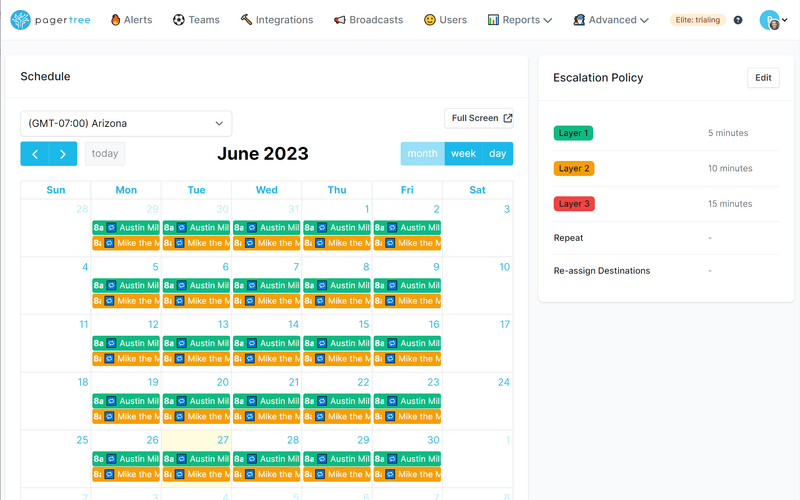 pagertree Alerts Teams Integrations Broadcasts Users Reports Advanced Elite: trialing ?
Schedule
(GMT-07:00) Arizona
Full Screen
today
June 2023
month week day
Sun Mon Tue Wed Thu Fri Sat
28 29 30 31 1 2 3
8a Austin Mil 8a Austin Mil 8a Austin Mil 8a Austin Mil 8a Austin Mil
8a Mike the M 8a Mike the M 8a Mike the M 8a Mike the M 8a Mike the M
4 5 6 7 8 9 10
8a Austin Mil 8a Austin Mil 8a Austin Mil 8a Austin Mil 8a Austin Mil
8a Mike the M 8a Mike the M 8a Mike the M 8a Mike the M 8a Mike the M
11 12 13 14 15 16 17
8a Austin Mil 8a Austin Mil 8a Austin Mil 8a Austin Mil 8a Austin Mil
8a Mike the M 8a Mike the M 8a Mike the M 8a Mike the M 8a Mike the M
18 19 20 21 22 23 24
8a Austin Mil 8a Austin Mil 8a Austin Mil 8a Austin Mil 8a Austin Mil
8a Mike the M 8a Mike the M 8a Mike the M 8a Mike the M 8a Mike the M
25 26 27 28 29 30 1
8a Austin Mil 8a Austin Mil 8a Austin Mil 8a Austin Mil 8a Austin Mil
8a Mike the M 8a Mike the M 8a Mike the M 8a Mike the M 8a Mike the M
2 3 4 5 6 7 8
Escalation Policy Edit
Layer 1 5 minutes
Layer 2 10 minutes
Layer 3 15 minutes
Repeat -
Re-assign Destinations -